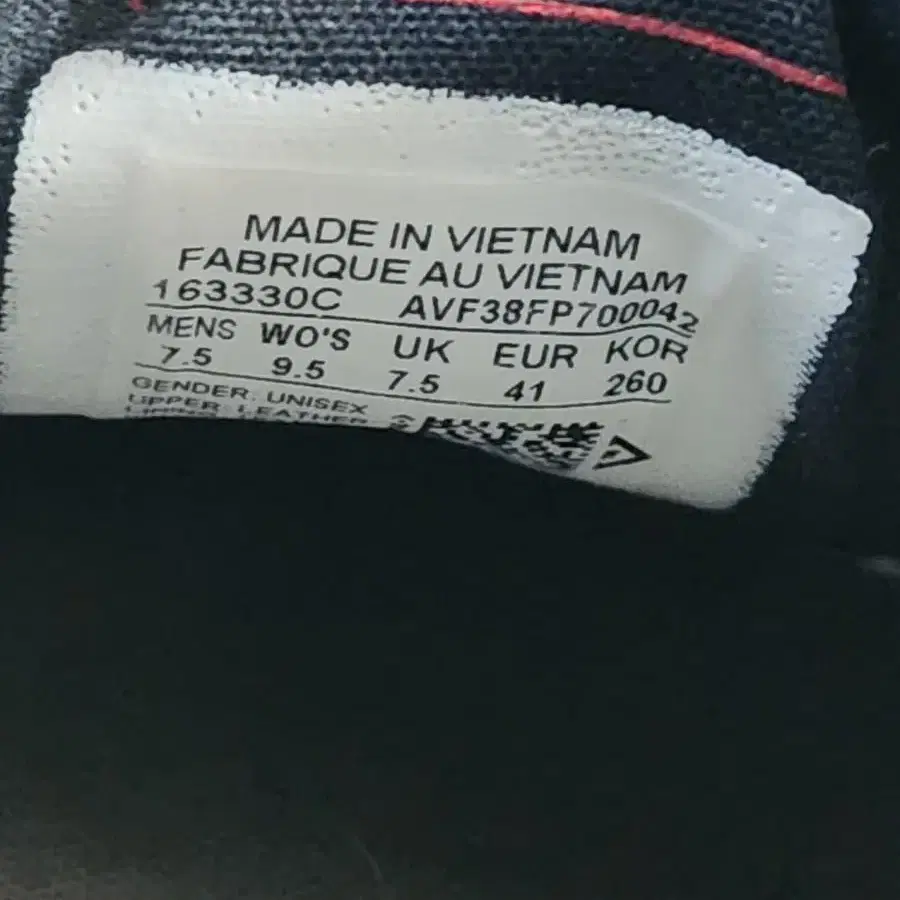 MADE IN VIETNAM
FABRIQUE AU VIETNAM
163330C AVF38FP700042
MENS WO'S UK EUR KOR
7.5 9.5 7.5 41 260
GENDER: UNISEX
UPPER: LEATHER